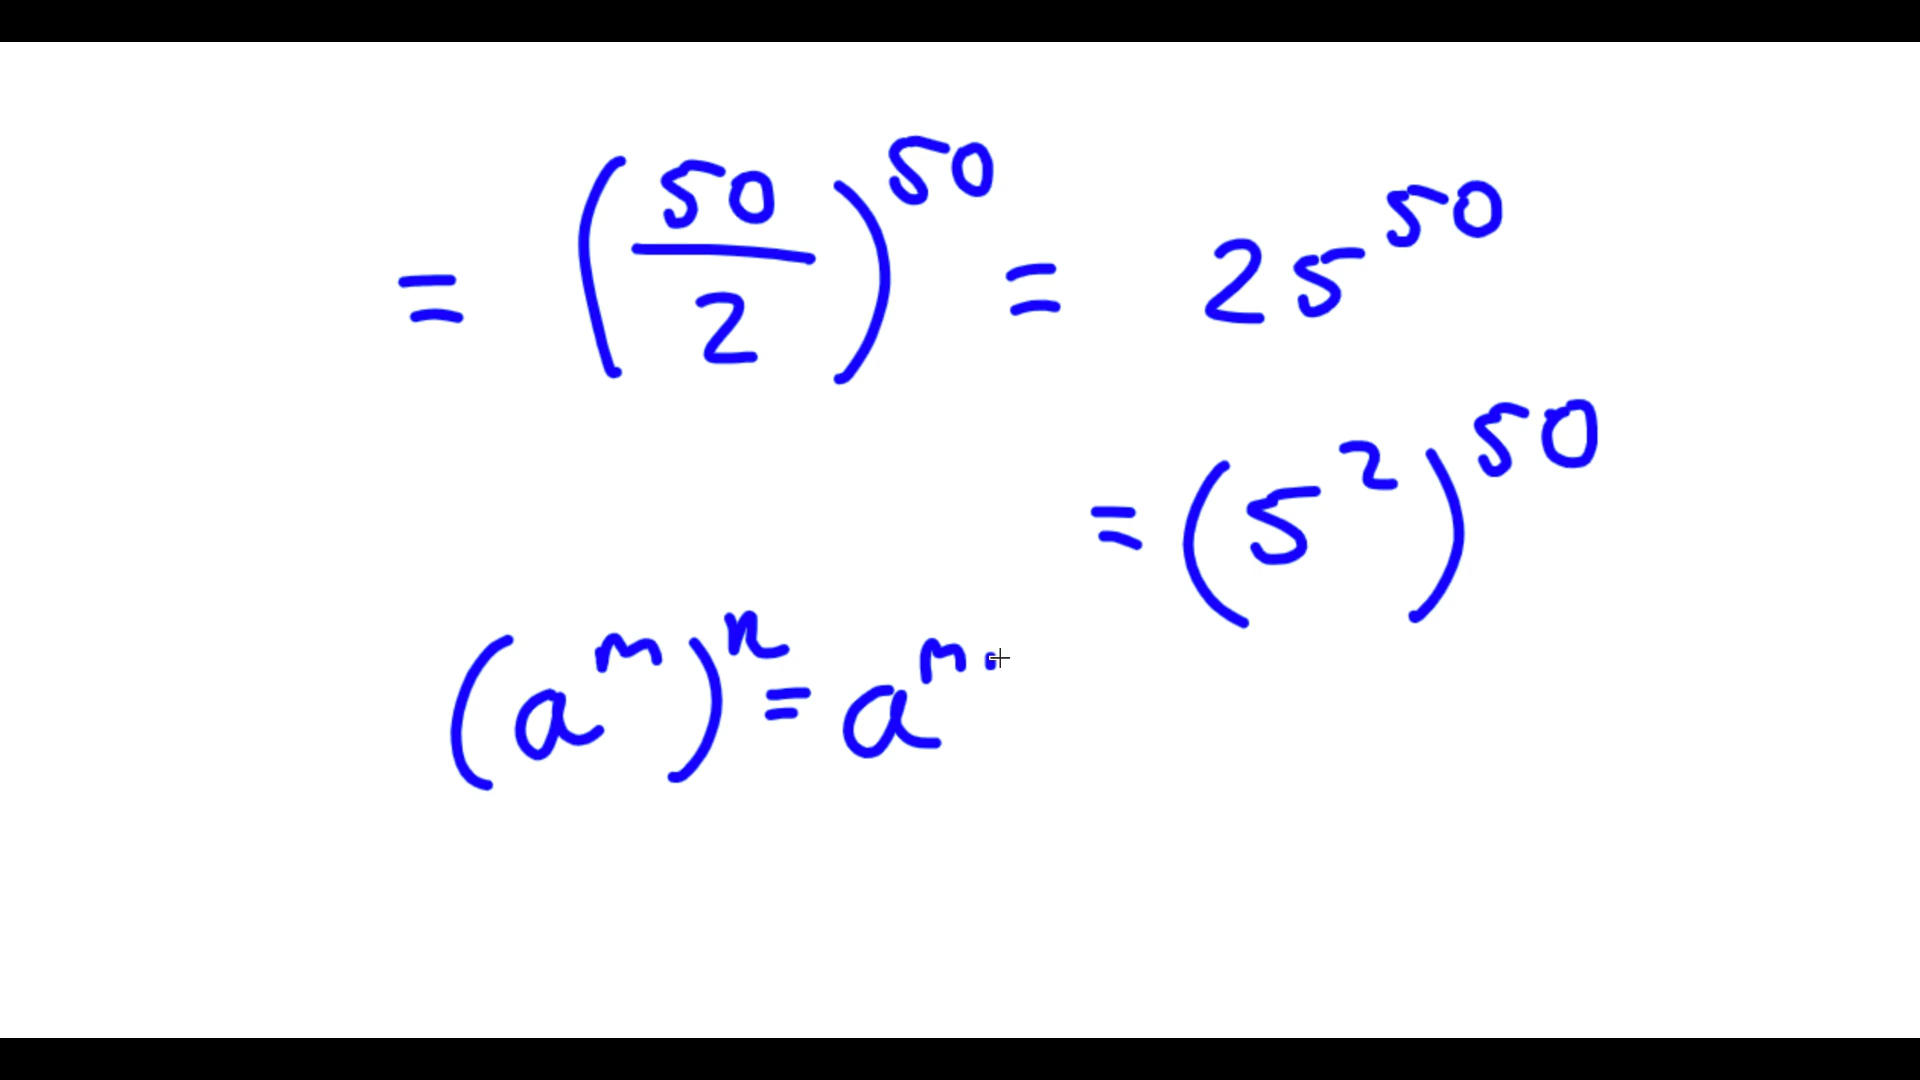 = (50/2)^50 = 25^50
= (5^2)^50
(a^m)^n = a^m·